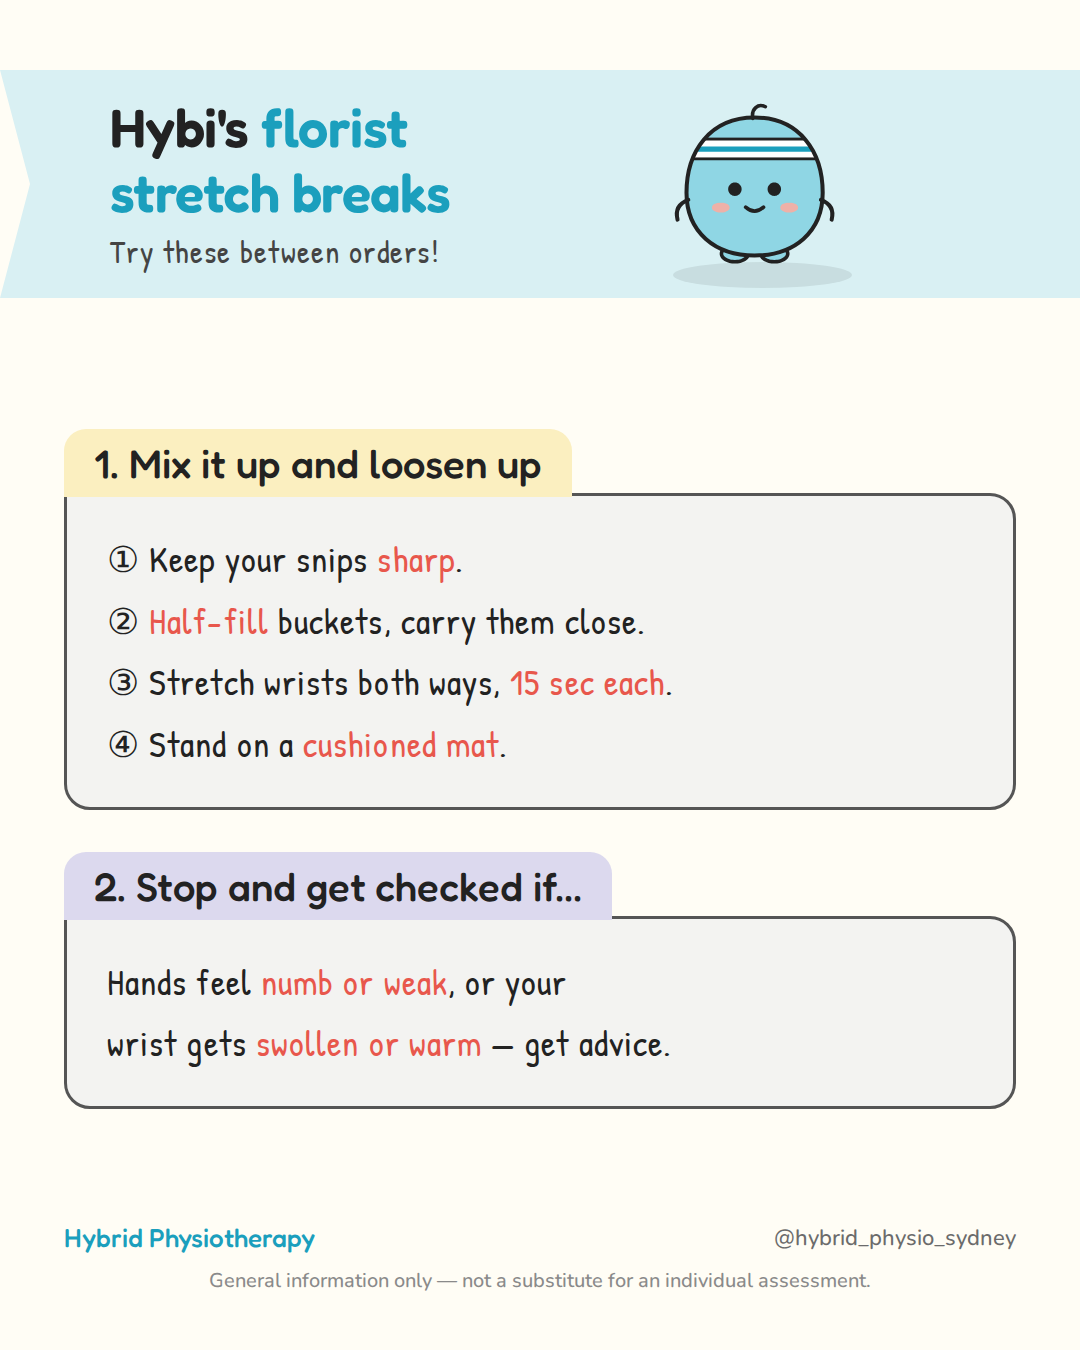 Hybi's florist
stretch breaks
Try these between orders!
1. Mix it up and loosen up
① Keep your snips sharp.
② Half-fill buckets, carry them close.
③ Stretch wrists both ways, 15 sec each.
④ Stand on a cushioned mat.
2. Stop and get checked if...
Hands feel numb or weak, or your
wrist gets swollen or warm — get advice.
Hybrid Physiotherapy
@hybrid_physio_sydney
General information only — not a substitute for an individual assessment.